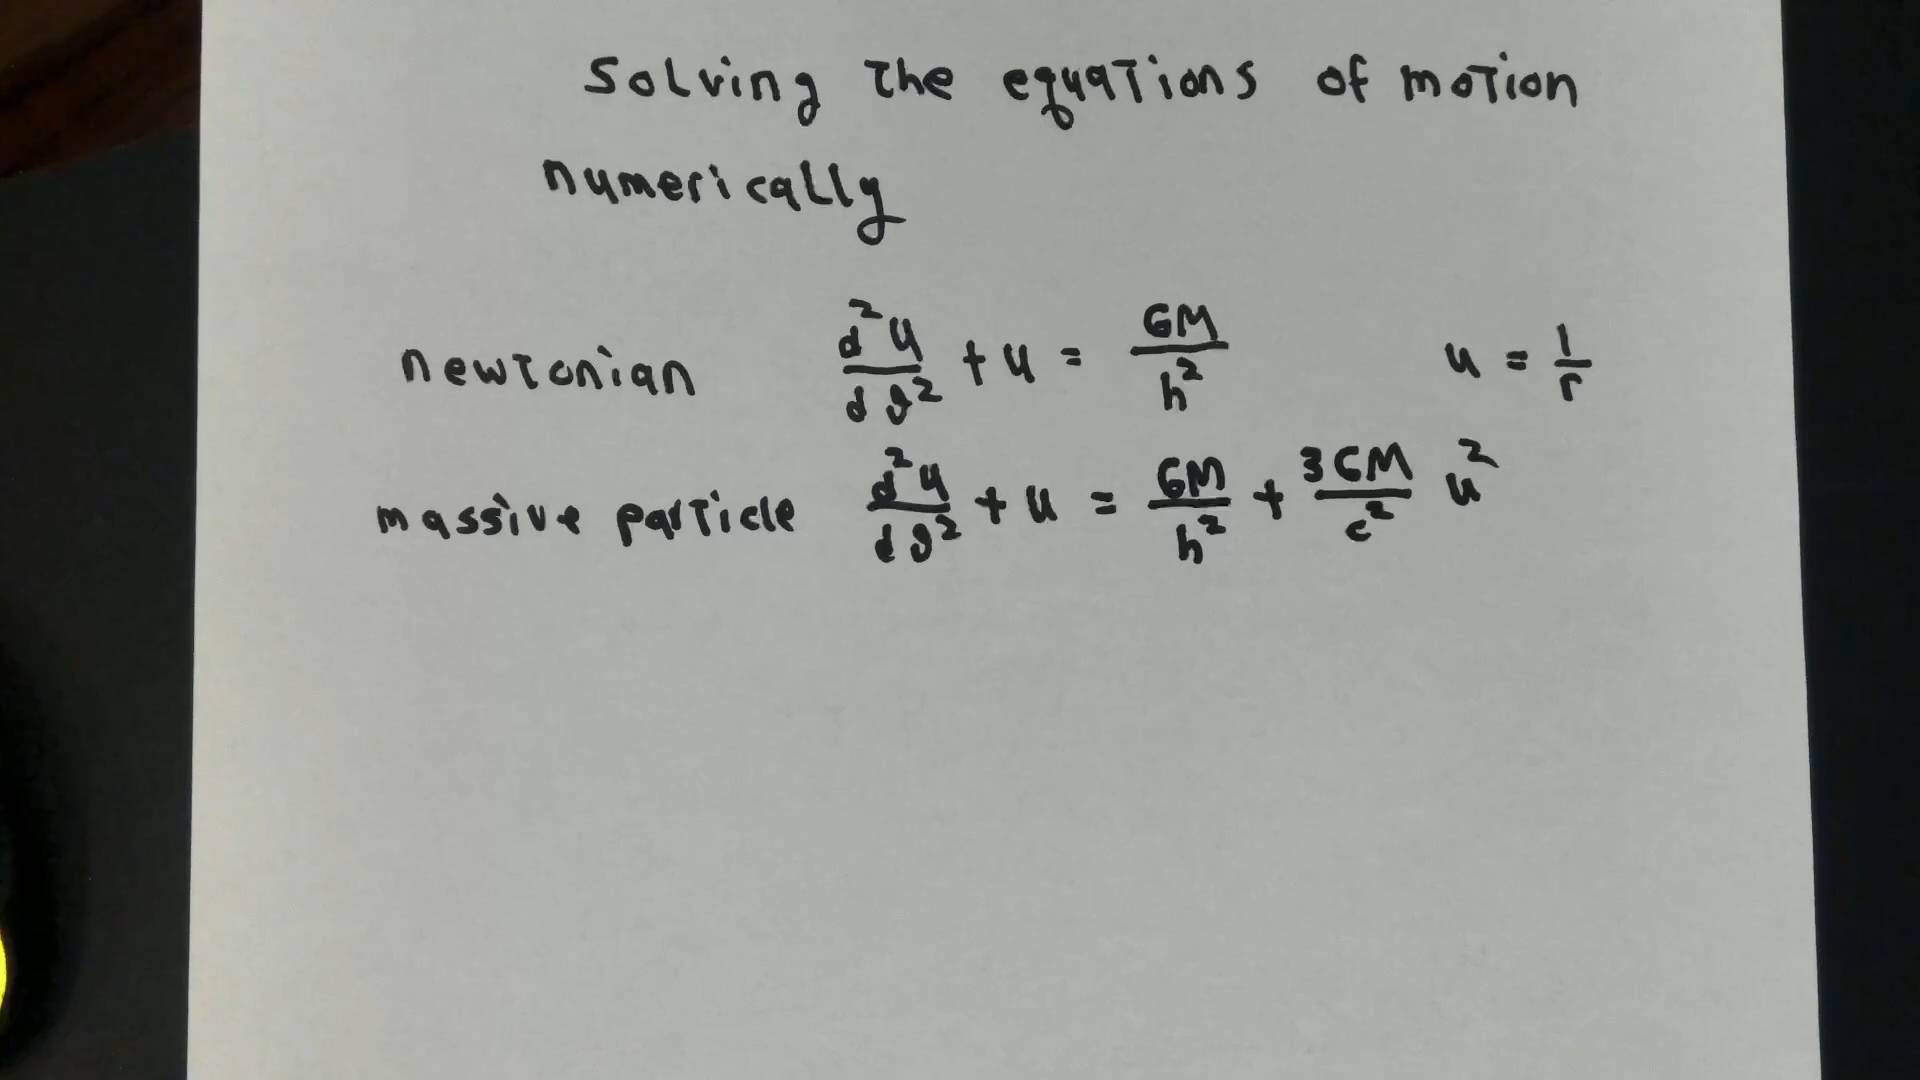 Solving the equations of motion
numerically
newtonian d²u/dϑ² + u = GM/h² u = 1/r
massive particle d²u/dϑ² + u = GM/h² + 3GM/c² u²